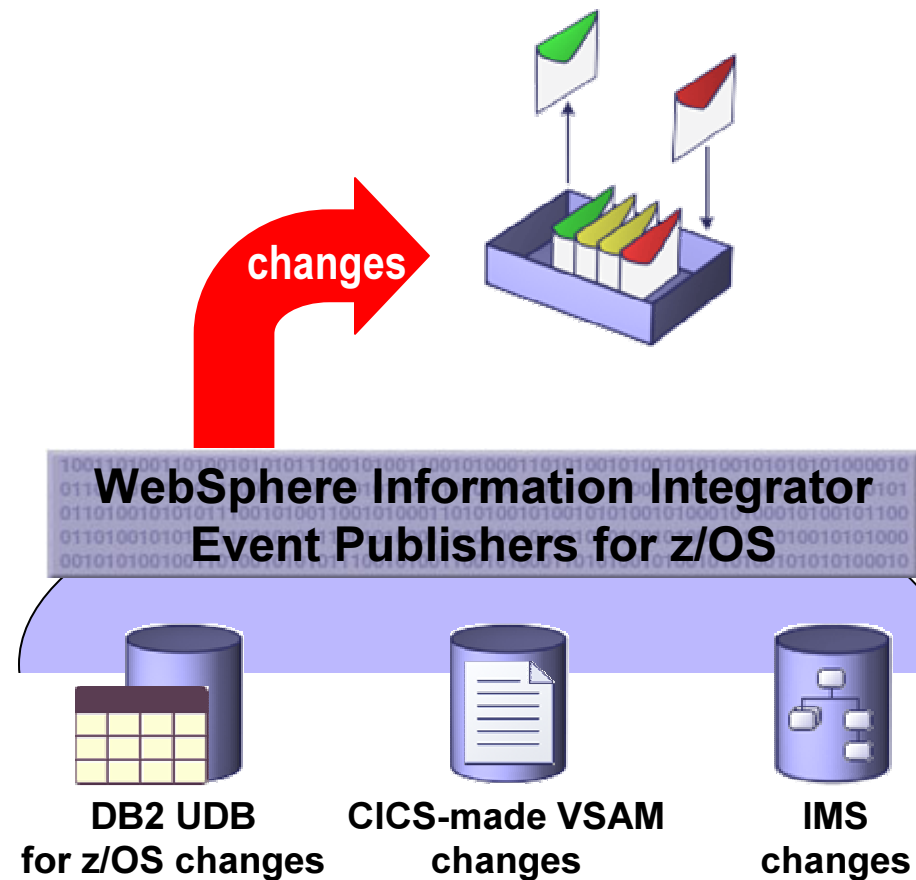 changes
WebSphere Information Integrator
Event Publishers for z/OS
DB2 UDB
for z/OS changes
CICS-made VSAM
changes
IMS
changes